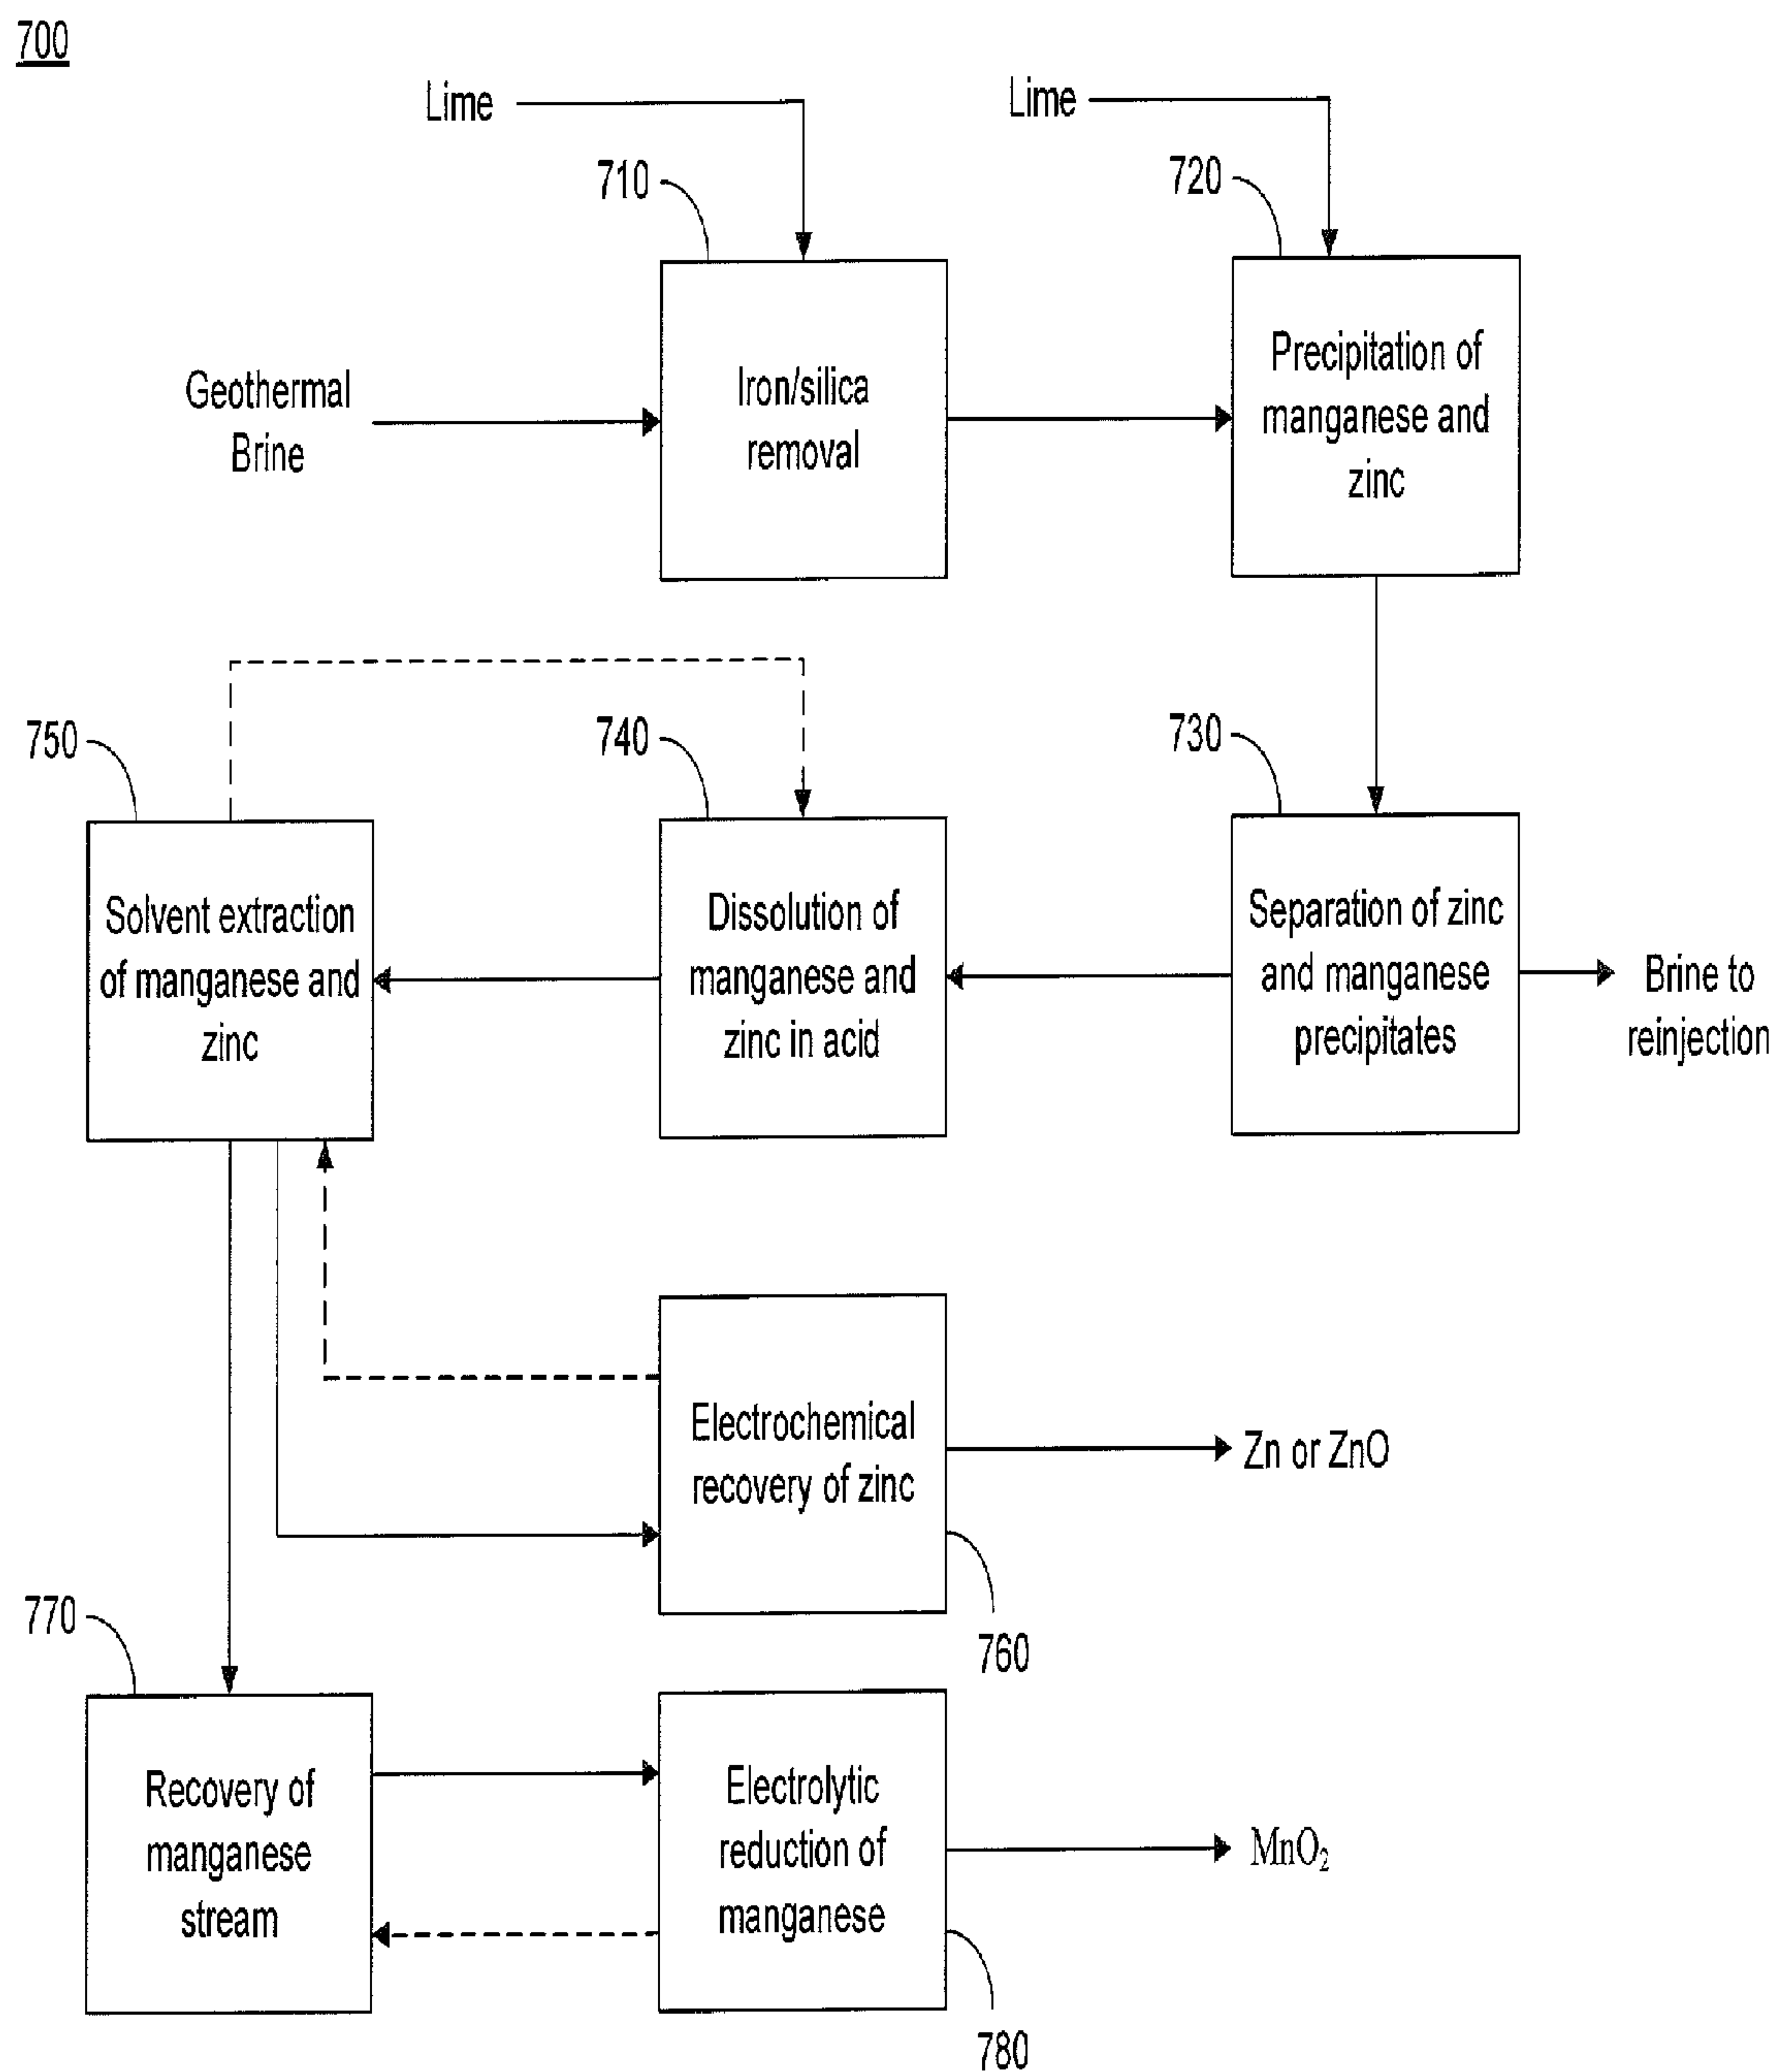 700
Lime
Lime
710
720
Geothermal
Brine
Iron/silica
removal
Precipitation of
manganese and
zinc
750
740
730
Solvent extraction
of manganese and
zinc
Dissolution of
manganese and
zinc in acid
Separation of zinc
and manganese
precipitates
Brine to
reinjection
Electrochemical
recovery of zinc
Zn or ZnO
760
770
Recovery of
manganese
stream
Electrolytic
reduction of
manganese
MnO₂
780